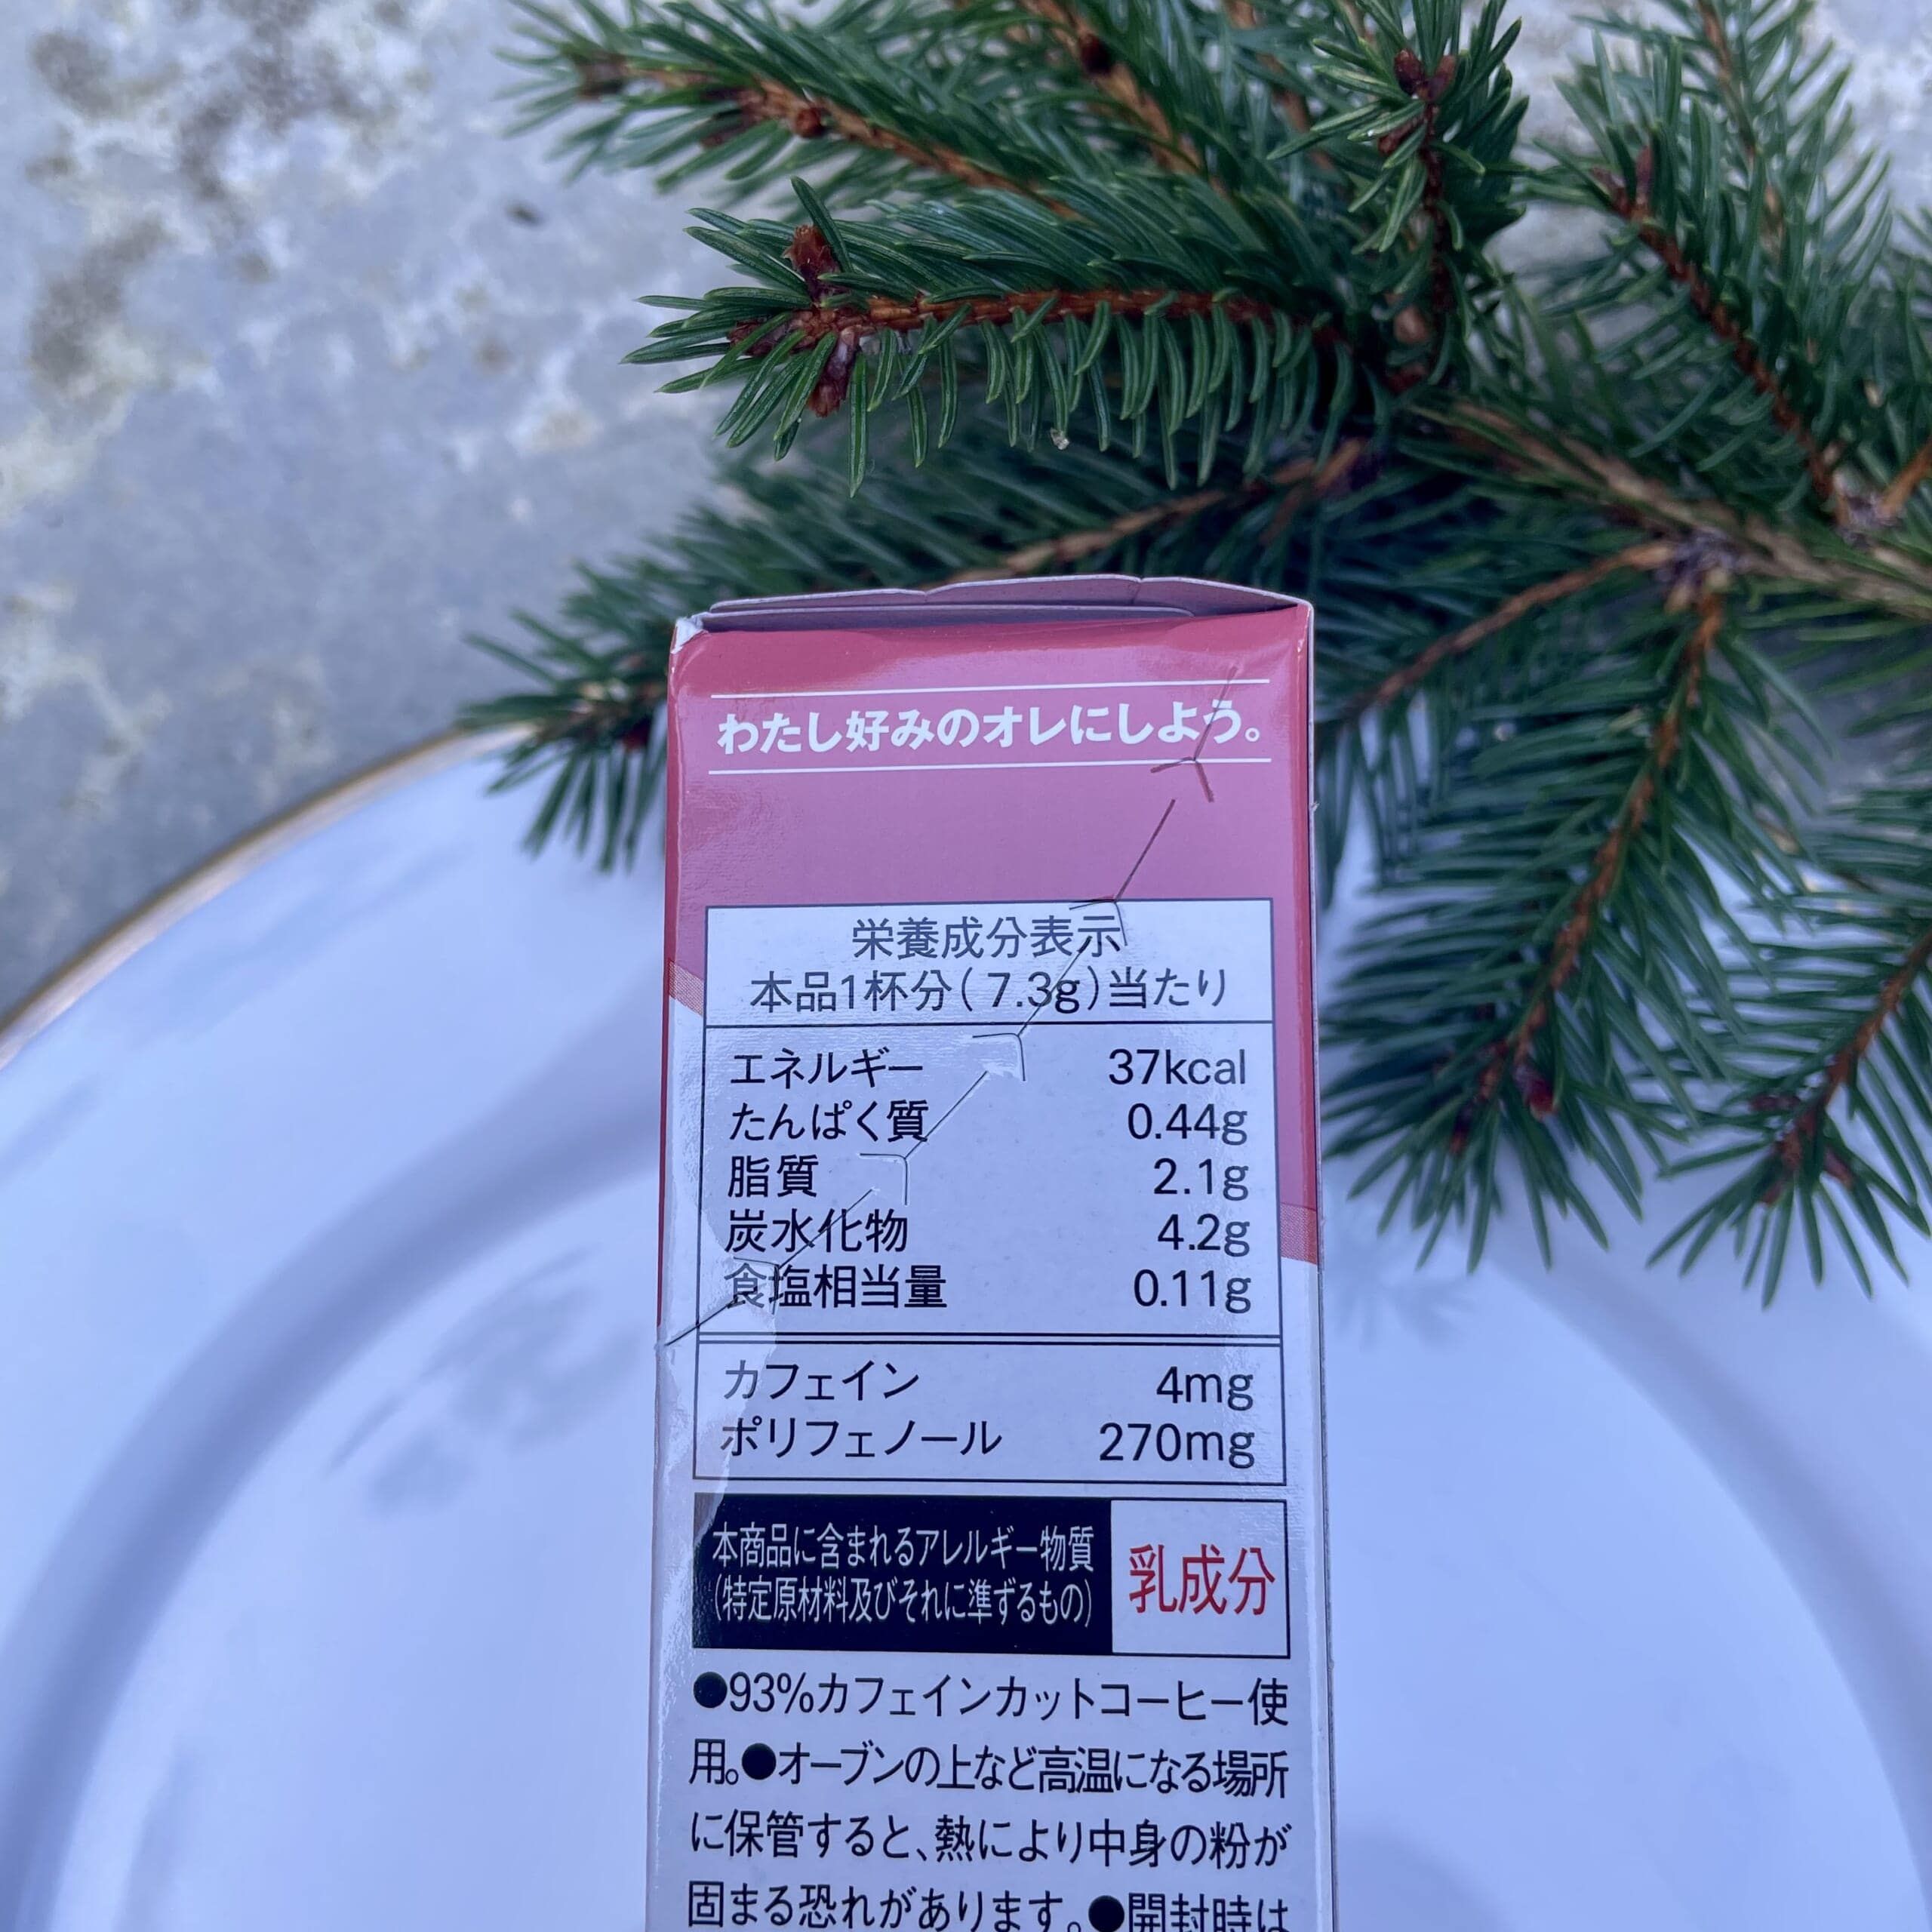 わたし好みのオレにしよう。
栄養成分表示
本品1杯分(7.3g)当たり
エネルギー 37kcal
たんぱく質 0.44g
脂質 2.1g
炭水化物 4.2g
食塩相当量 0.11g
カフェイン 4mg
ポリフェノール 270mg
本商品に含まれるアレルギー物質
(特定原材料及びそれに準ずるもの)
乳成分
●93%カフェインカットコーヒー使
用。●オーブンの上など高温になる場所
に保管すると、熱により中身の粉が
固まる恐れがあります。●開封時は